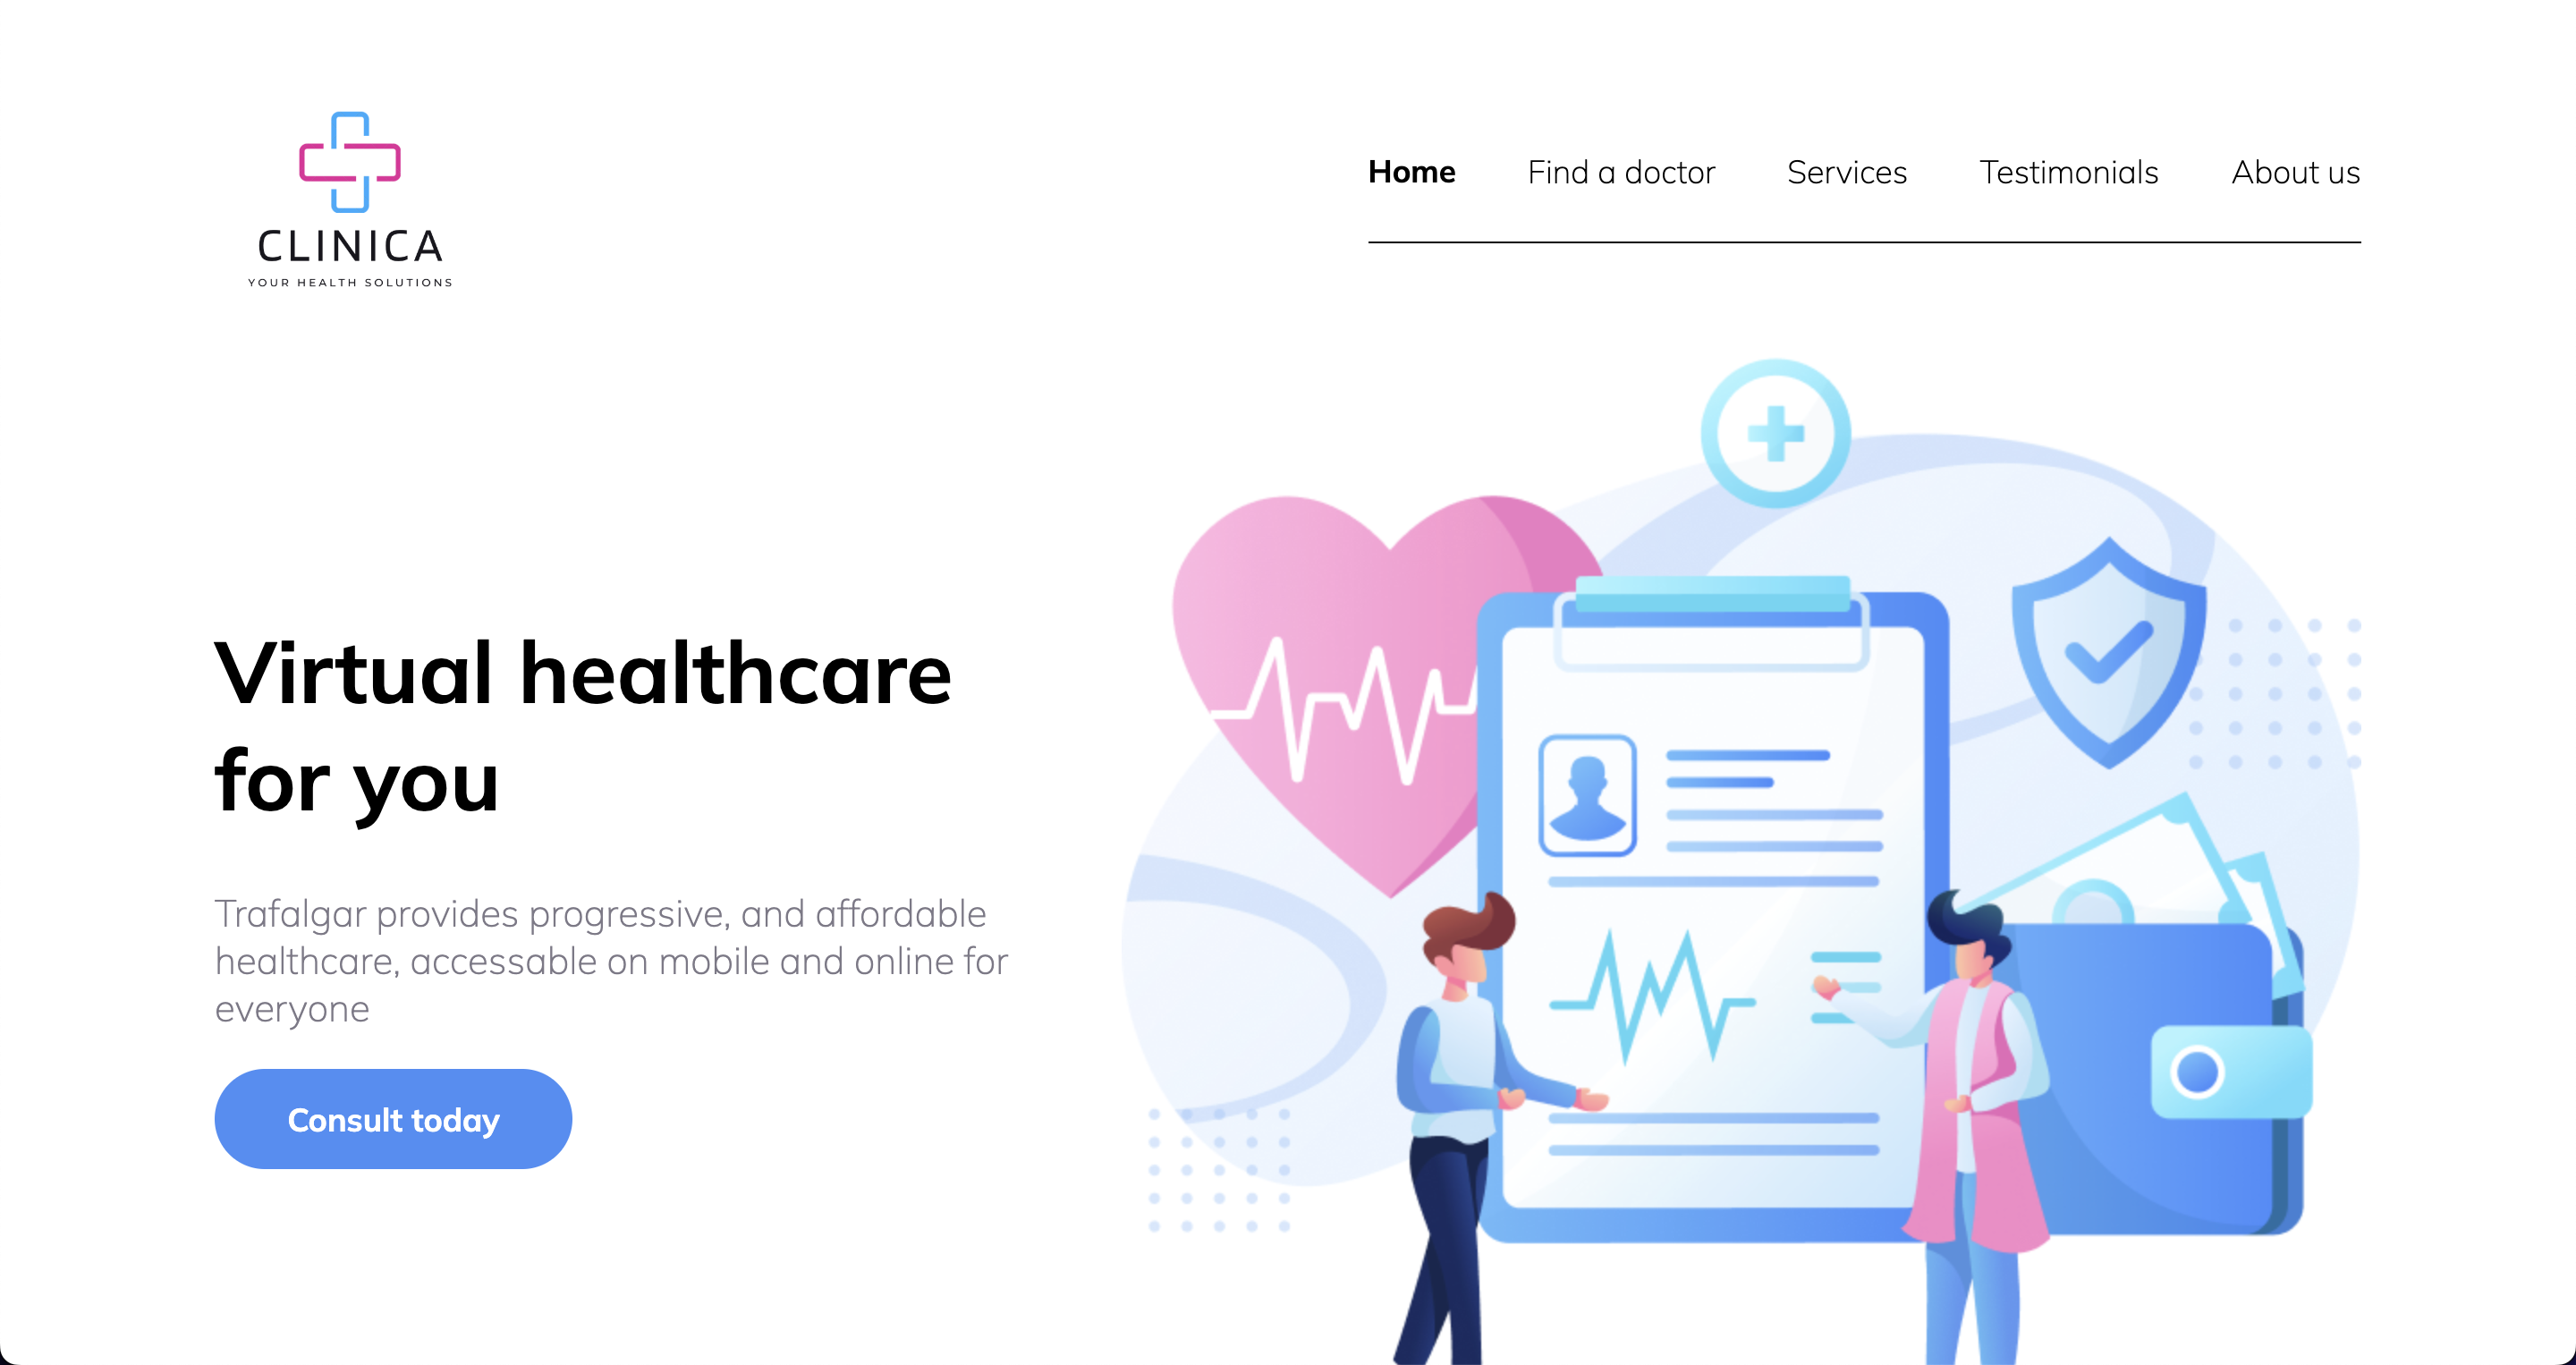 CLINICA
YOUR HEALTH SOLUTIONS
Home Find a doctor Services Testimonials About us
Virtual healthcare
for you
Trafalgar provides progressive, and affordable
healthcare, accessable on mobile and online for
everyone
Consult today